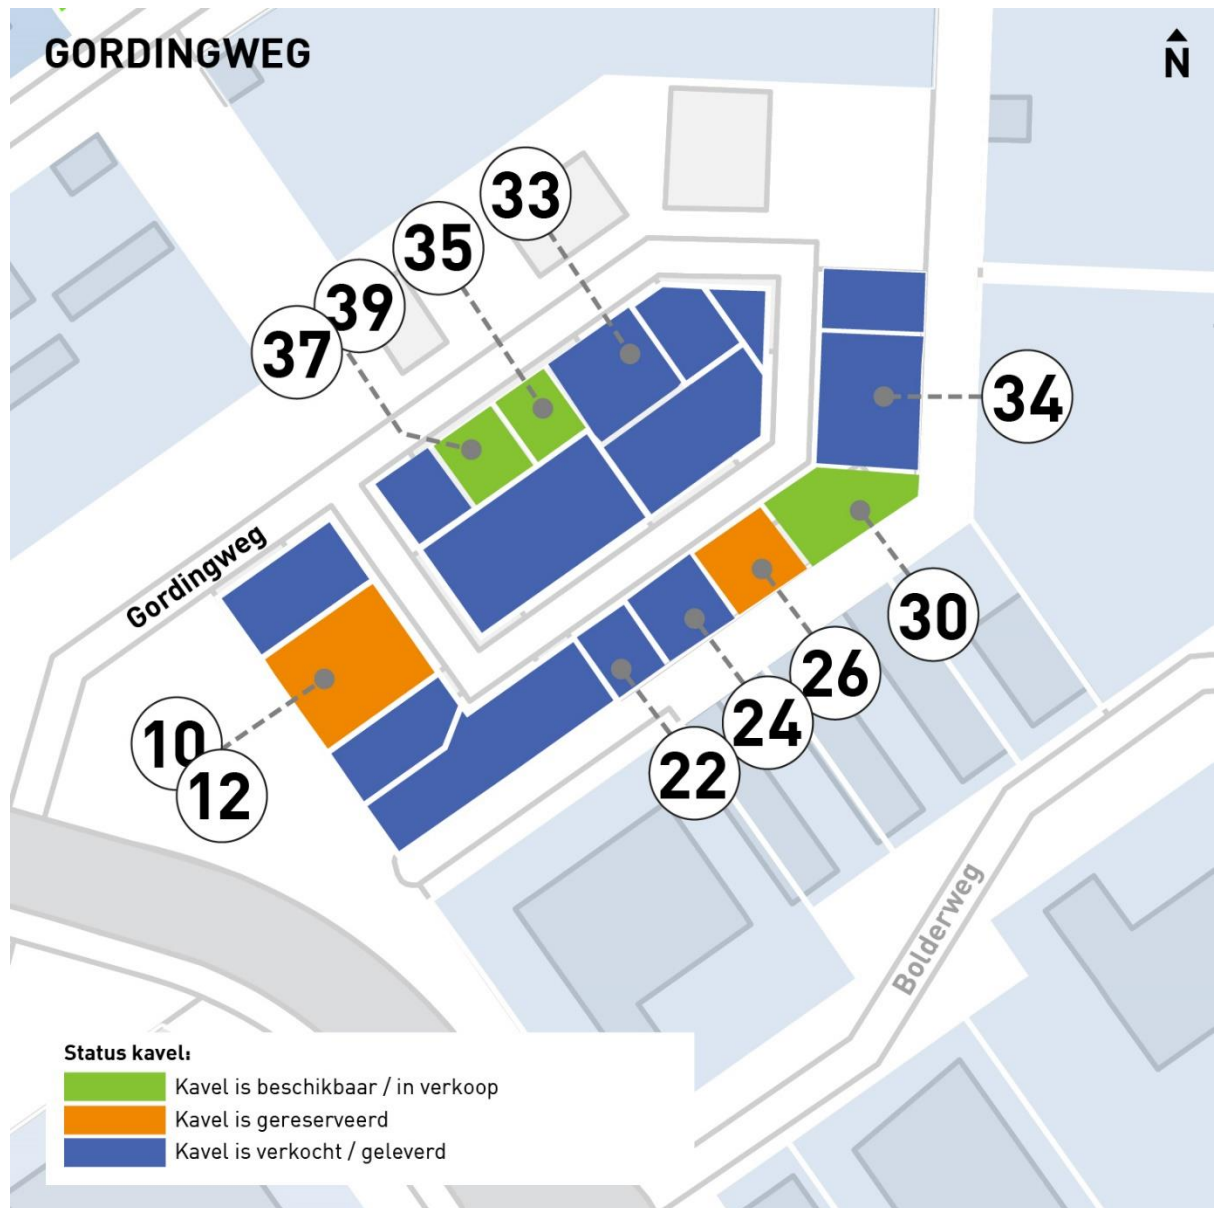 GORDINGWEG
N
33
35
39
37
34
Gordingweg
30
26
24
22
10
12
Bolderweg
Status kavel:
Kavel is beschikbaar / in verkoop
Kavel is gereserveerd
Kavel is verkocht / geleverd